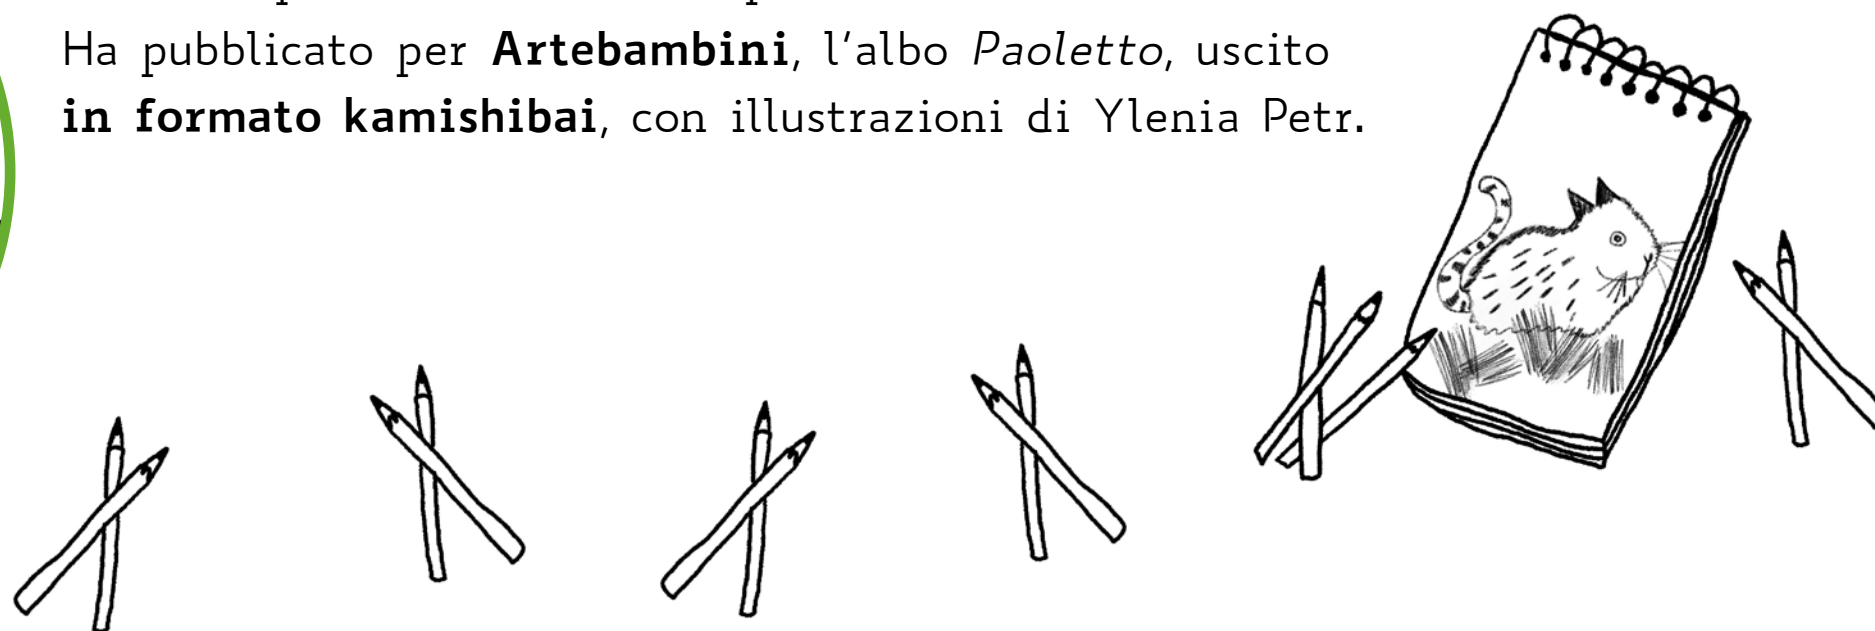 Ha pubblicato per Artebambini, l'albo Paoletto, uscito
in formato kamishibai, con illustrazioni di Ylenia Petr.